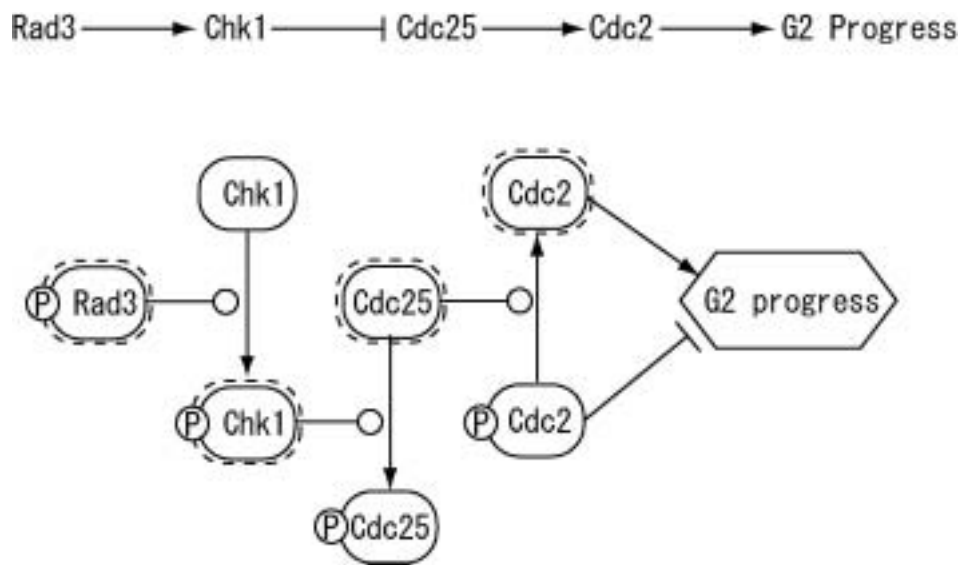 Rad3 Chk1 Cdc25 Cdc2 G2 Progress
Chk1 Cdc2
P Rad3 Cdc25 G2 progress
P Chk1 P Cdc2
P Cdc25